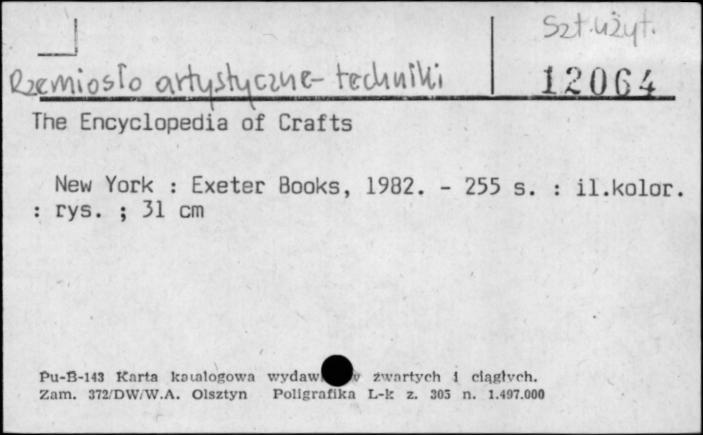 Szt.użyt.
Rzemiosło artystyczne - techniki
12064
The Encyclopedia of Crafts
New York : Exeter Books, 1982. - 255 s. : il.kolor.
: rys. ; 31 cm
Pu-B-143 Karta katalogowa wydaw w zwartych i ciągłych.
Zam. 372/DW/W.A. Olsztyn Poligrafika L-k z. 305 n. 1.497.000